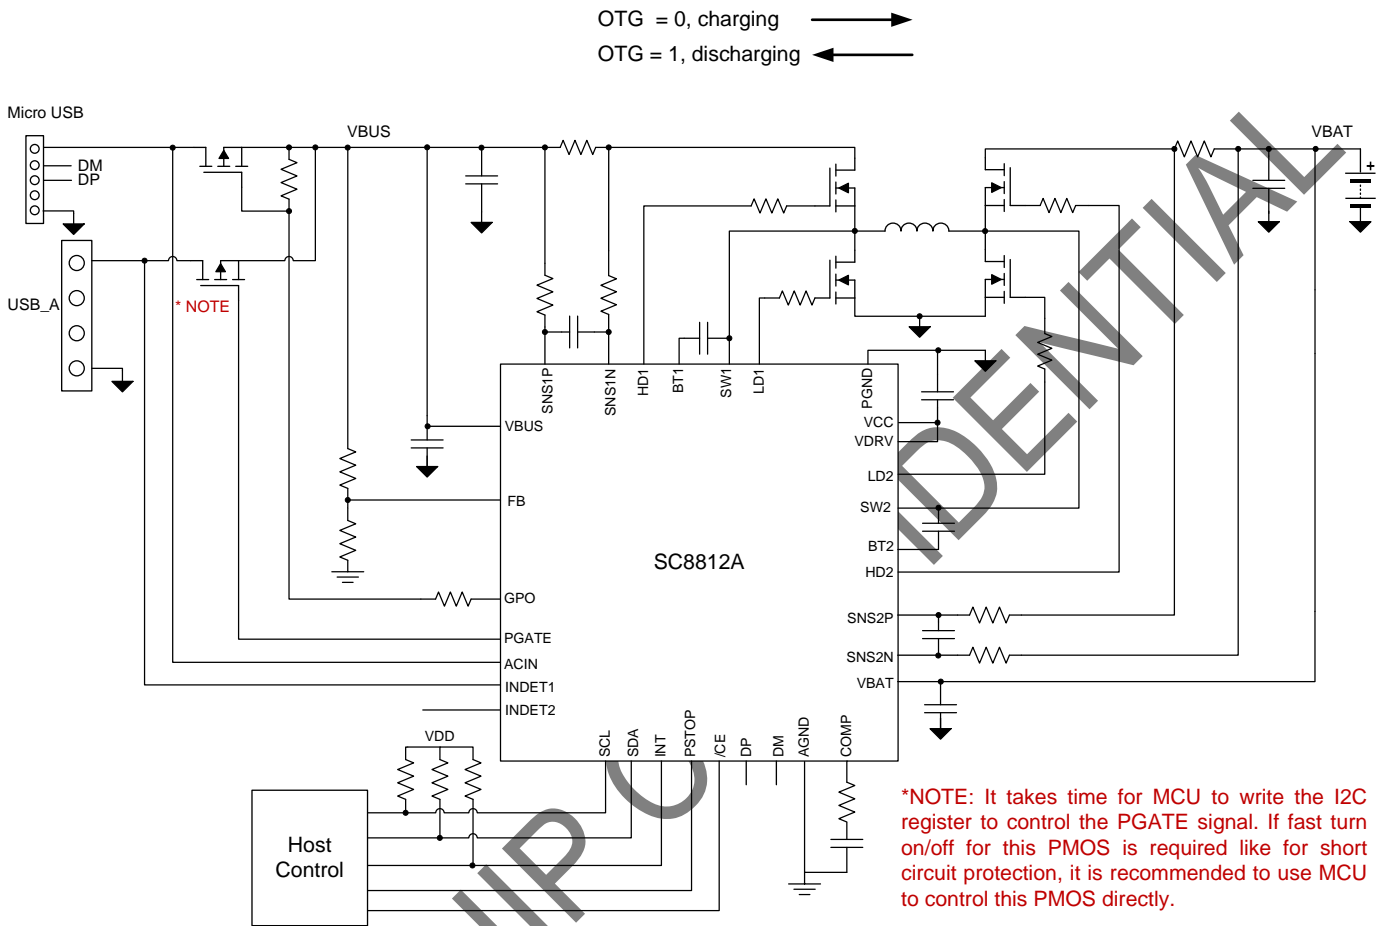 OTG = 0, charging
OTG = 1, discharging
Micro USB
VBUS
VBAT
DM
DP
+
USB_A
* NOTE
SNS1P
SNS1N
HD1
BT1
SW1
LD1
PGND
VBUS
VCC
VDRV
LD2
FB
SW2
BT2
SC8812A
HD2
GPO
SNS2P
PGATE
SNS2N
ACIN
VBAT
INDET1
INDET2
SCL
SDA
INT
PSTOP
/CE
DP
DM
AGND
COMP
VDD
Host
Control
*NOTE: It takes time for MCU to write the I2C
register to control the PGATE signal. If fast turn
on/off for this PMOS is required like for short
circuit protection, it is recommended to use MCU
to control this PMOS directly.